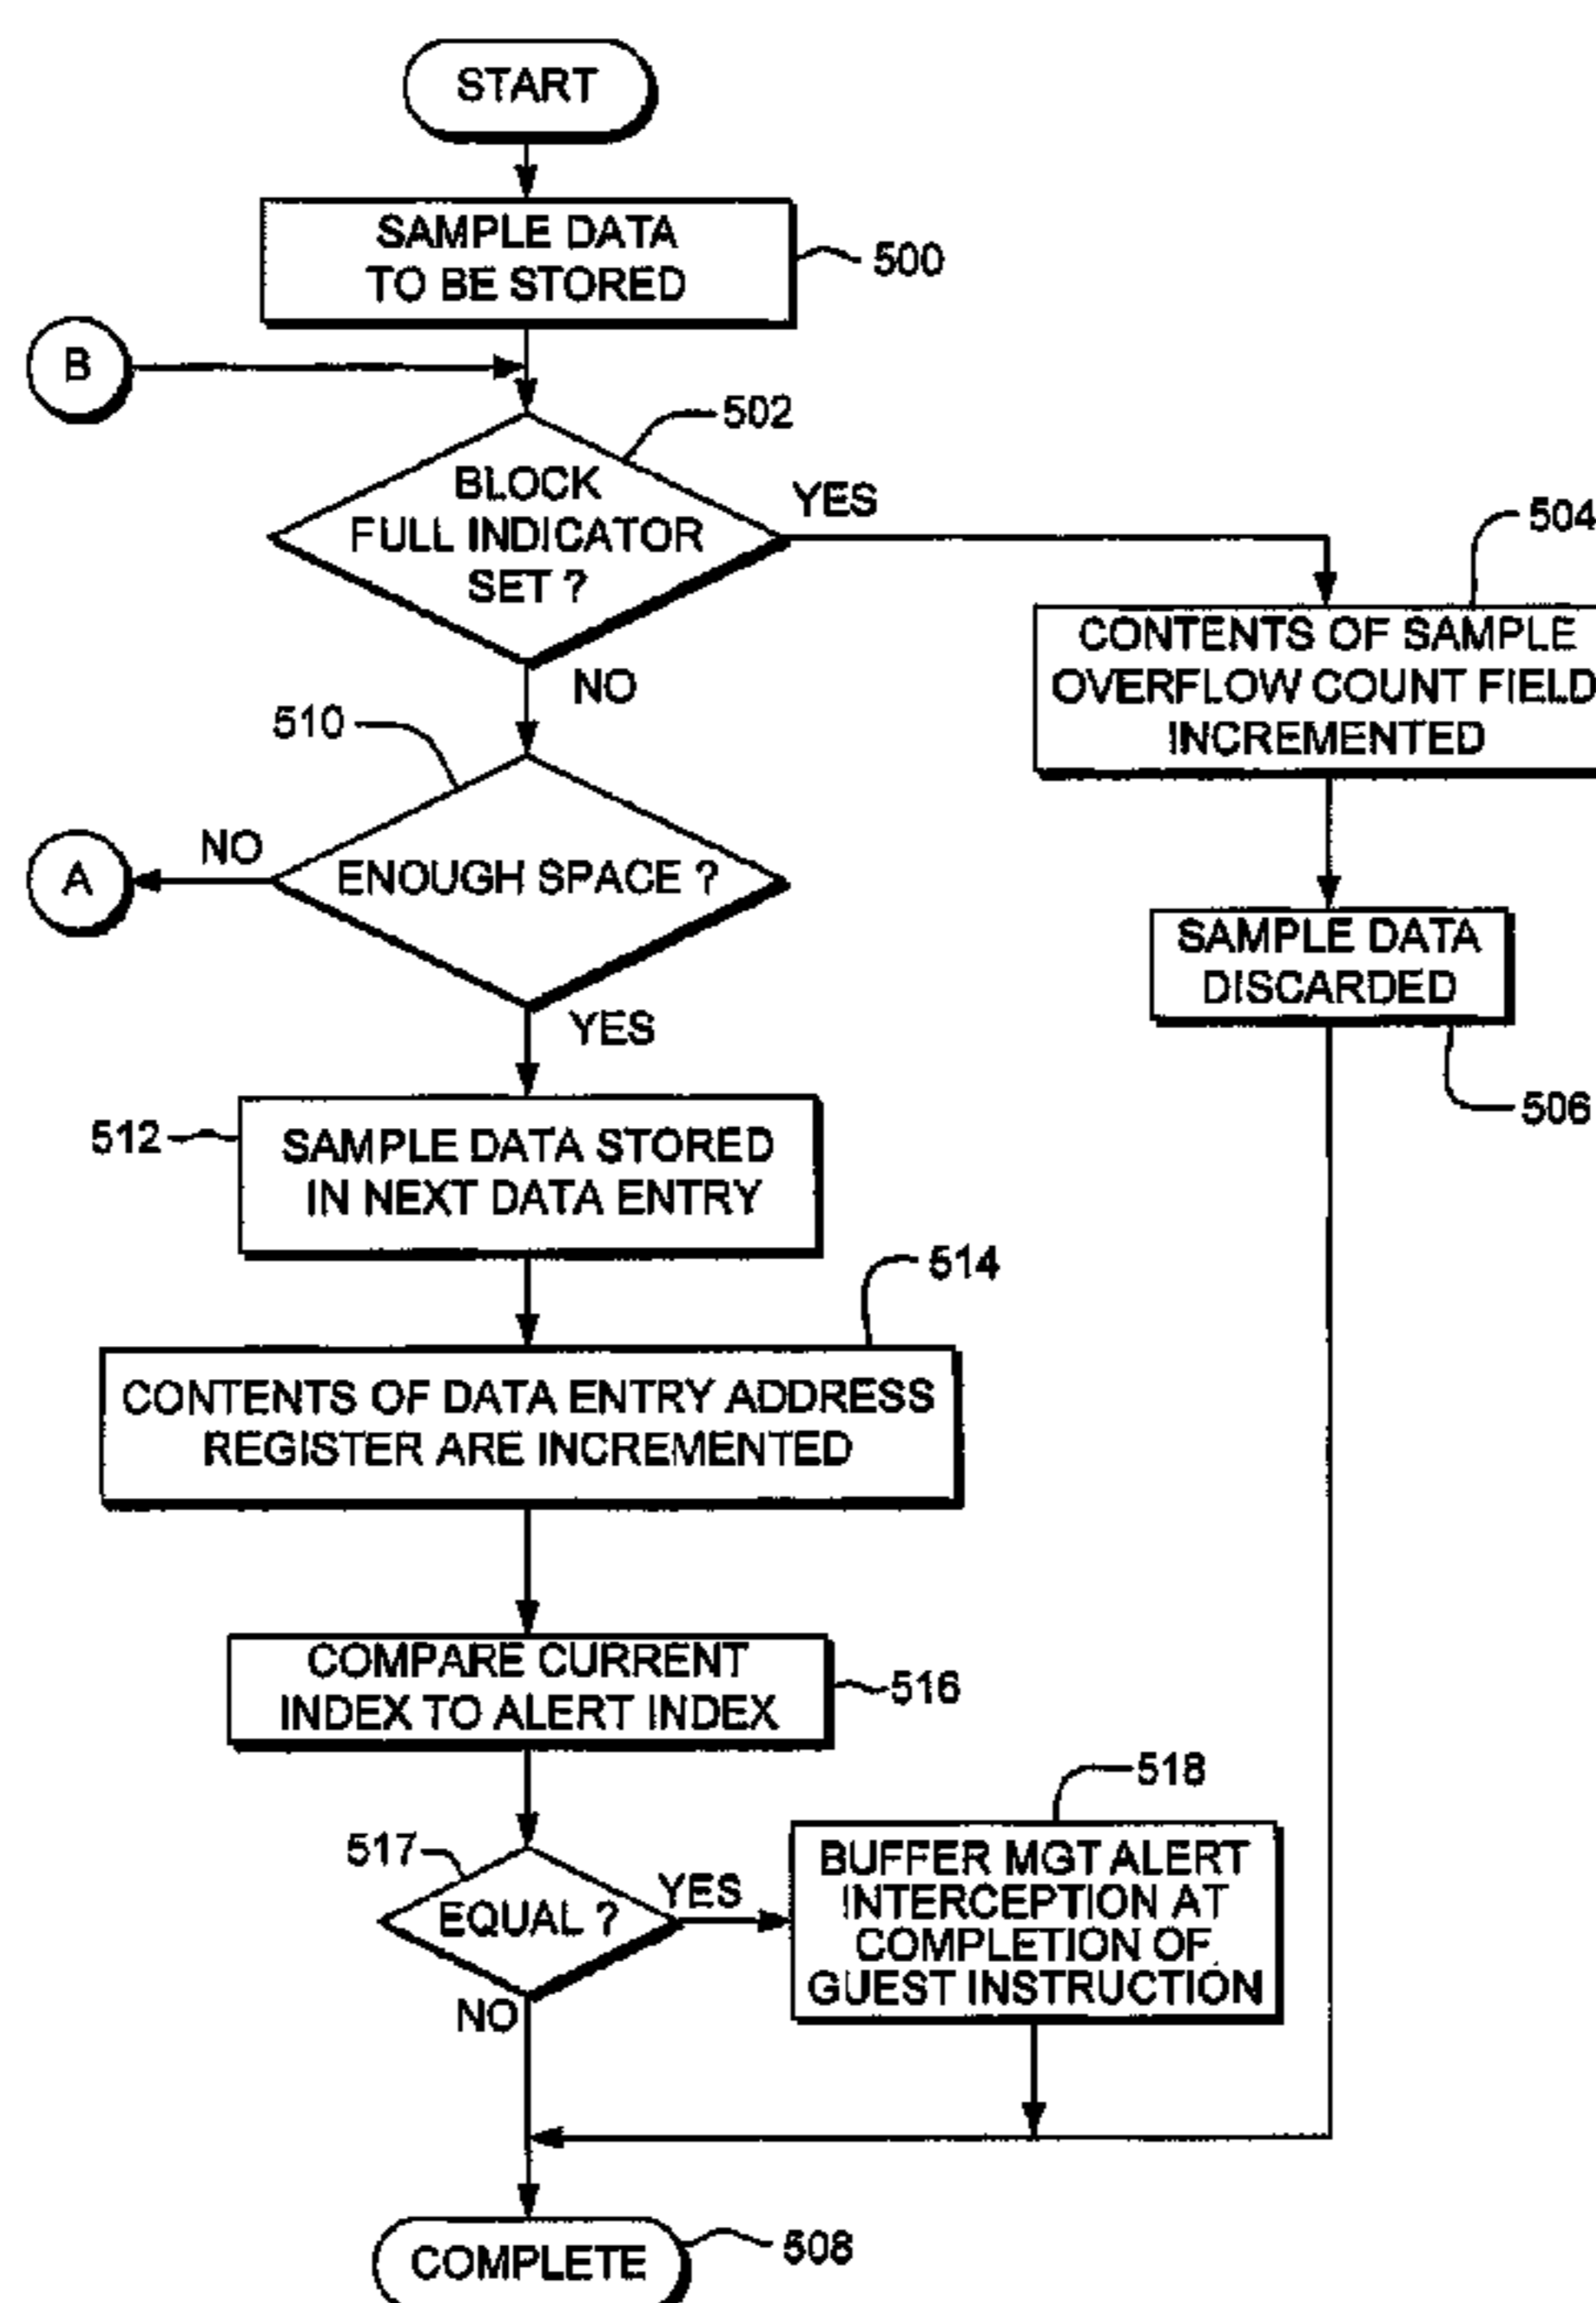 START
SAMPLE DATA
TO BE STORED
500
B
502
BLOCK
FULL INDICATOR
SET ?
YES
504
CONTENTS OF SAMPLE
OVERFLOW COUNT FIELD
INCREMENTED
NO
510
A
NO
ENOUGH SPACE ?
SAMPLE DATA
DISCARDED
YES
506
512
SAMPLE DATA STORED
IN NEXT DATA ENTRY
514
CONTENTS OF DATA ENTRY ADDRESS
REGISTER ARE INCREMENTED
COMPARE CURRENT
INDEX TO ALERT INDEX
516
518
517
EQUAL ?
YES
BUFFER MGT ALERT
INTERCEPTION AT
COMPLETION OF
GUEST INSTRUCTION
NO
COMPLETE
508